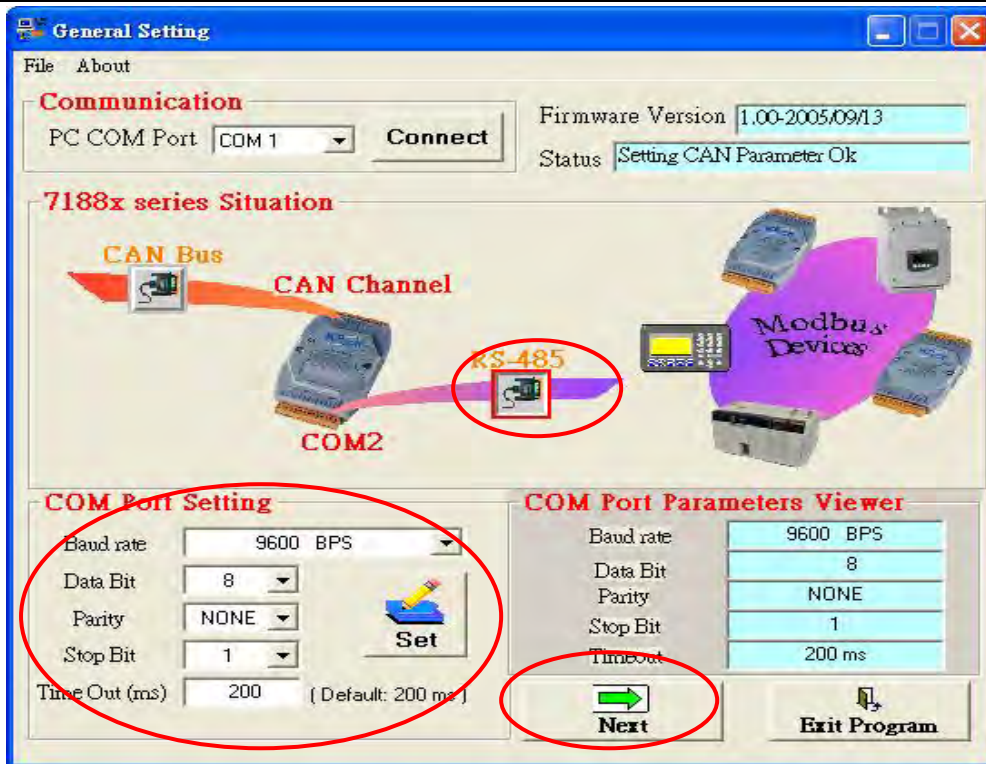 General Setting
File About
Communication
PC COM Port COM 1 Connect
Firmware Version 1.00-2005/09/13
Status Setting CAN Parameter Ok
7188x series Situation
CAN Bus
CAN Channel
RS-485
COM2
Modbus
Devices
COM Port Setting
Baud rate 9600 BPS
Data Bit 8
Parity NONE
Stop Bit 1
Time Out (ms) 200 (Default: 200 ms)
Set
COM Port Parameters Viewer
Baud rate 9600 BPS
Data Bit 8
Parity NONE
Stop Bit 1
Timeout 200 ms
Next
Exit Program